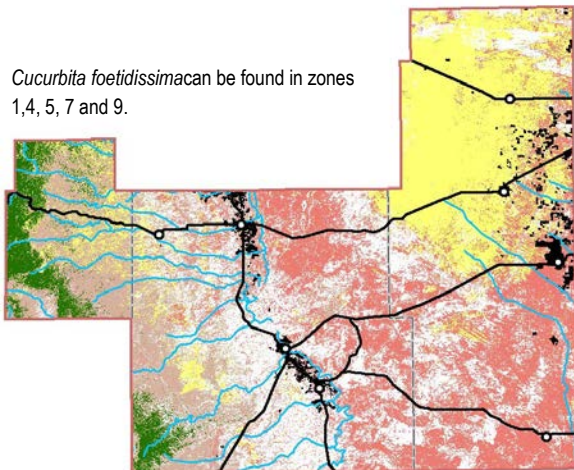 Cucurbita foetidissimacan be found in zones
1,4, 5, 7 and 9.